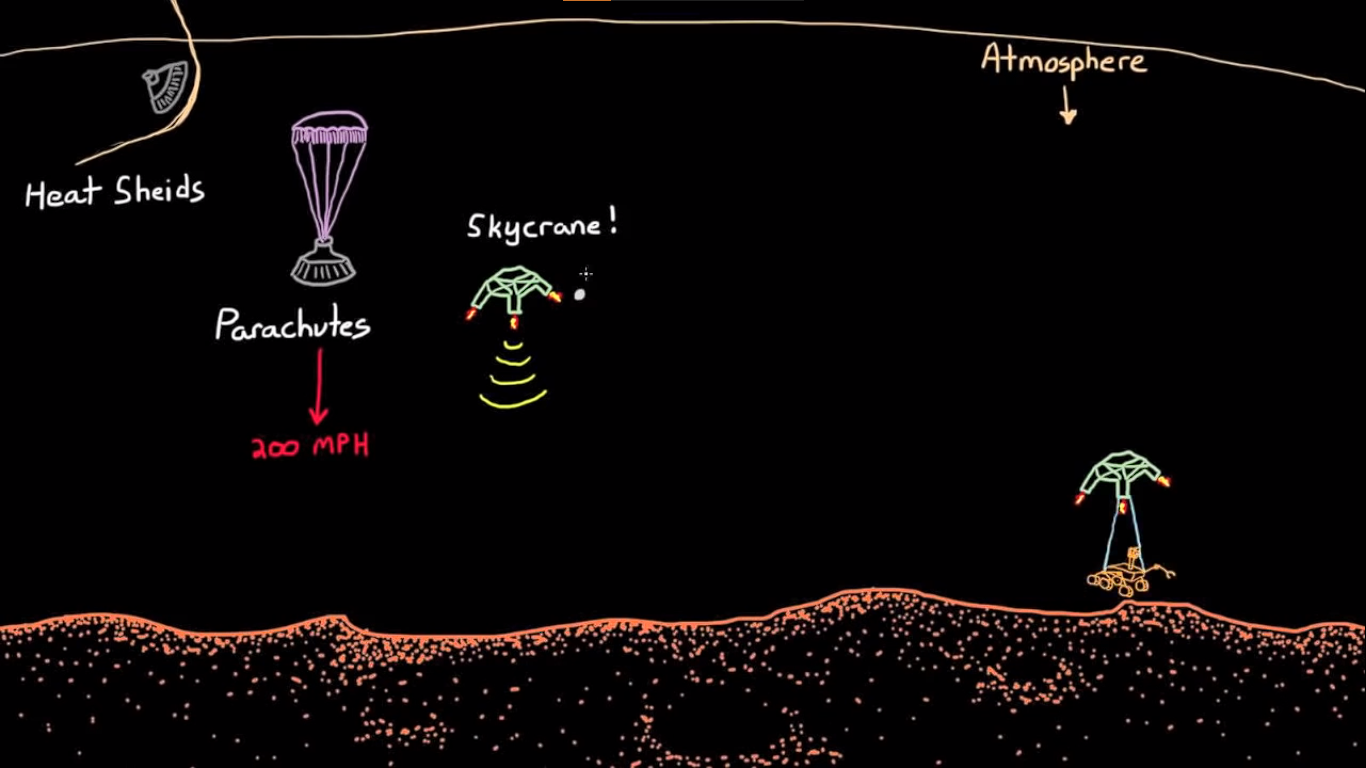 Atmosphere
Heat Sheids
Skycrane!
Parachutes
200 MPH